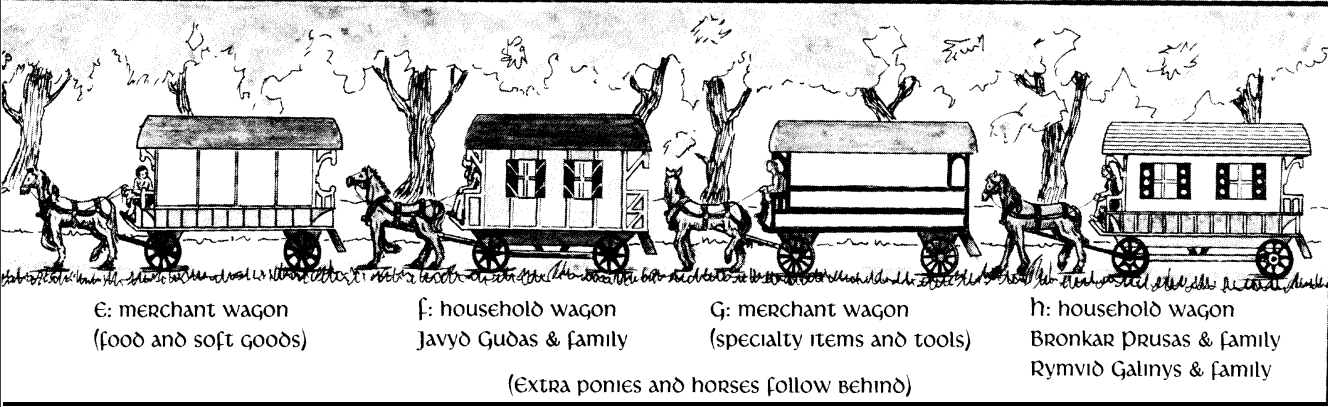 E: merchant wagon
(food and soft goods)
F: household wagon
Javyd Gudas & family
G: merchant wagon
(specialty items and tools)
H: household wagon
Bronkar Prusas & family
Rymvid Galinys & family
(Extra ponies and horses follow behind)